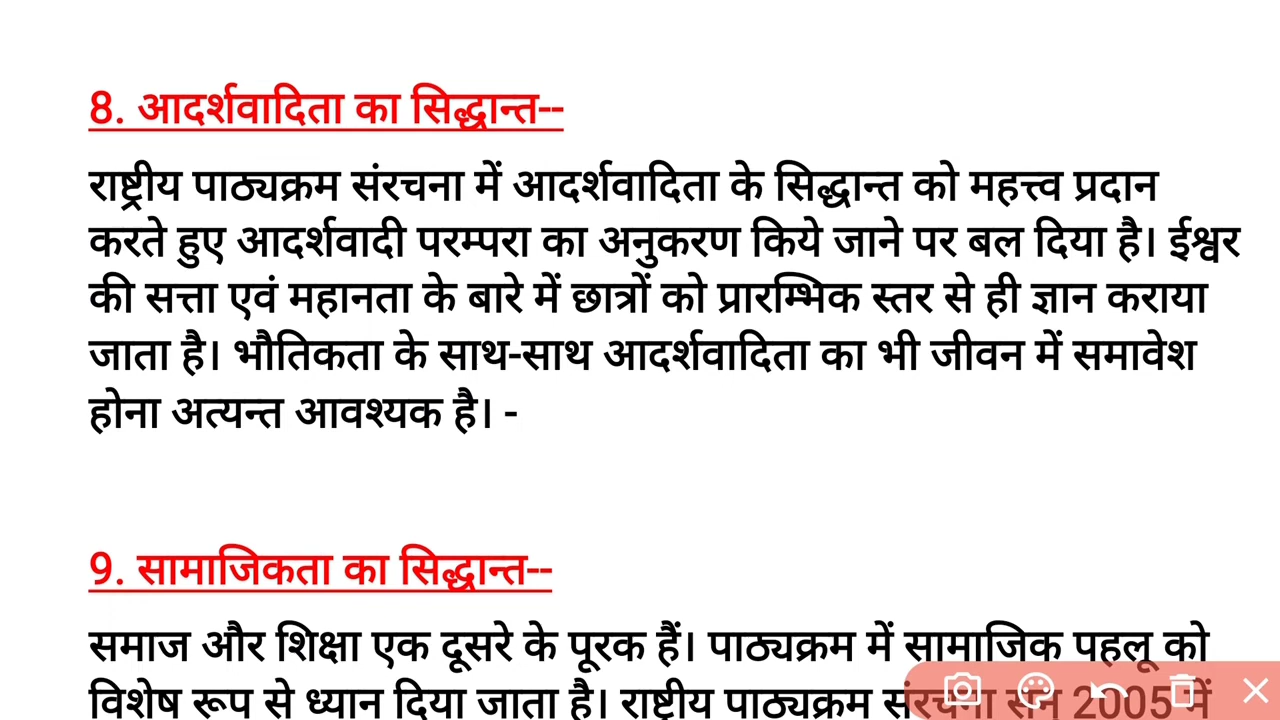 8. आदर्शवादिता का सिद्धान्त--
राष्ट्रीय पाठ्यक्रम संरचना में आदर्शवादिता के सिद्धान्त को महत्त्व प्रदान
करते हुए आदर्शवादी परम्परा का अनुकरण किये जाने पर बल दिया है। ईश्वर
की सत्ता एवं महानता के बारे में छात्रों को प्रारम्भिक स्तर से ही ज्ञान कराया
जाता है। भौतिकता के साथ-साथ आदर्शवादिता का भी जीवन में समावेश
होना अत्यन्त आवश्यक है। -
9. सामाजिकता का सिद्धान्त--
समाज और शिक्षा एक दूसरे के पूरक हैं। पाठ्यक्रम में सामाजिक पहलू को
विशेष रूप से ध्यान दिया जाता है। राष्ट्रीय पाठ्यक्रम संरचना सन् 2005 में